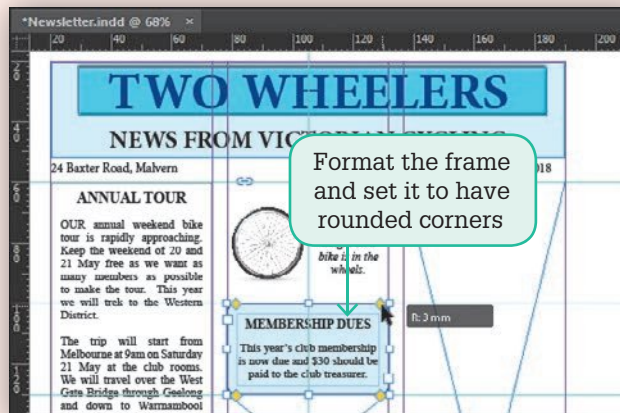 *Newsletter.indd @ 68% ×
20 40 60 80 100 120 140 160 180 200
TWO WHEELERS
NEWS FROM VICTORIAN CYCLING
24 Baxter Road, Malvern
018
Format the frame
and set it to have
rounded corners
ANNUAL TOUR
OUR annual weekend bike
tour is rapidly approaching.
Keep the weekend of 20 and
21 May free as we want as
many members as possible
to make the tour. This year
we will trek to the Western
District.
The trip will start from
Melbourne at 9am on Saturday
21 May at the club rooms.
We will travel over the West
Gate Bridge through Geelong
and down to Warrnambool
bike is in the
wheels.
R: 3 mm
MEMBERSHIP DUES
This year's club membership
is now due and $30 should be
paid to the club treasurer.